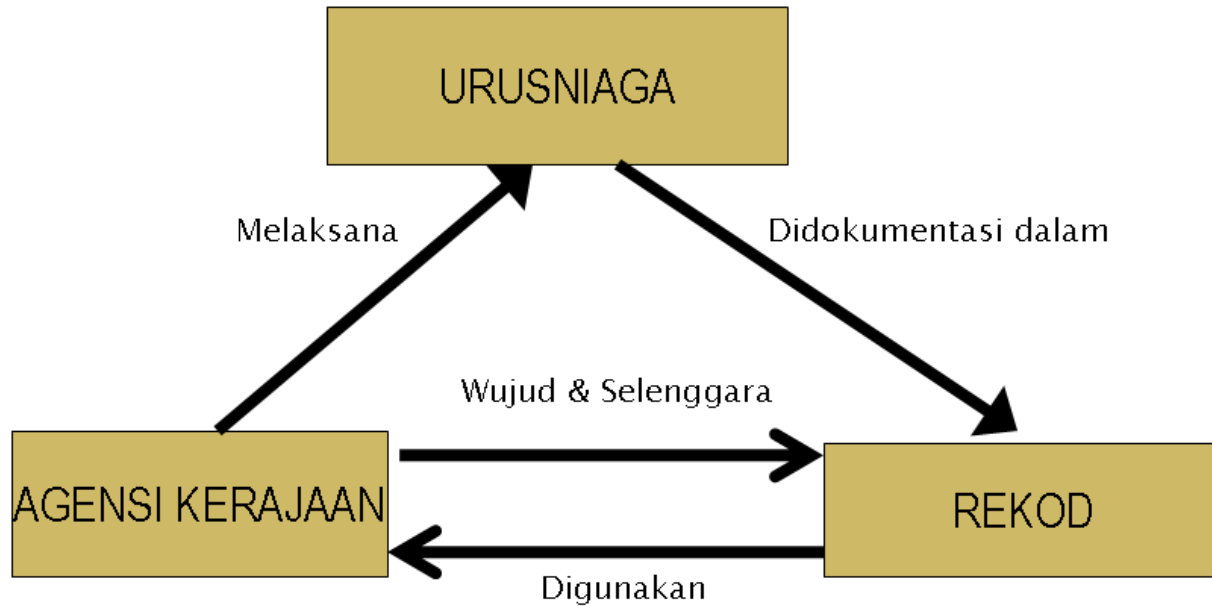 URUSNIAGA
Melaksana
Didokumentasi dalam
Wujud & Selenggara
AGENSI KERAJAAN
REKOD
Digunakan